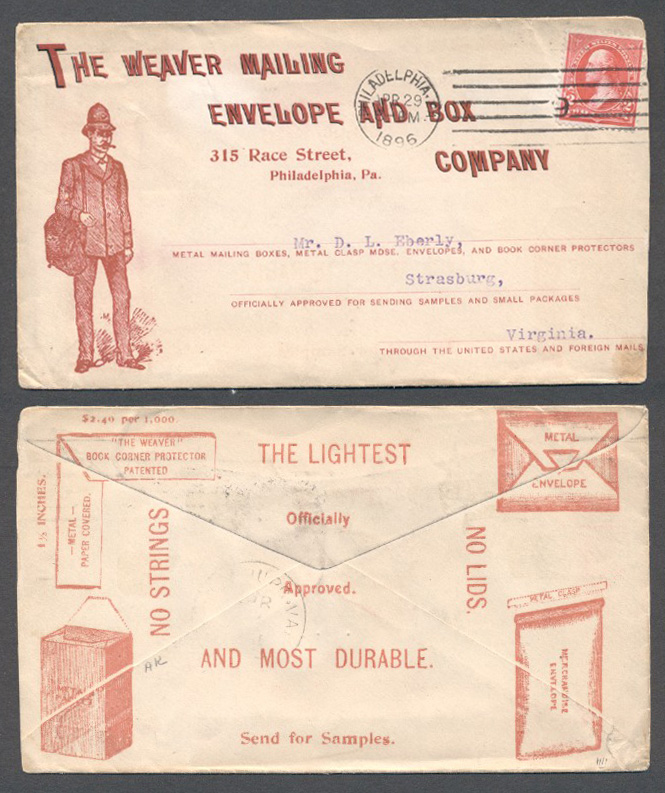 THE WEAVER MAILING
ENVELOPE AND BOX
COMPANY
315 Race Street,
Philadelphia, Pa.
PHILADELPHIA,
APR 29
M
1896
Mr. D. L. Eberly,
METAL MAILING BOXES, METAL CLASP MDSE. ENVELOPES, AND BOOK CORNER PROTECTORS
Strasburg,
OFFICIALLY APPROVED FOR SENDING SAMPLES AND SMALL PACKAGES
Virginia.
THROUGH THE UNITED STATES AND FOREIGN MAILS
$2.40 per 1,000.
"THE WEAVER"
BOOK CORNER PROTECTOR
PATENTED
1½ INCHES.
—METAL—
PAPER COVERED.
NO STRINGS
THE LIGHTEST
Officially
Approved.
AND MOST DURABLE.
Send for Samples.
NO LIDS.
METAL
ENVELOPE
METAL CLASP
MERCHANDISE
ENVELOPE
AK